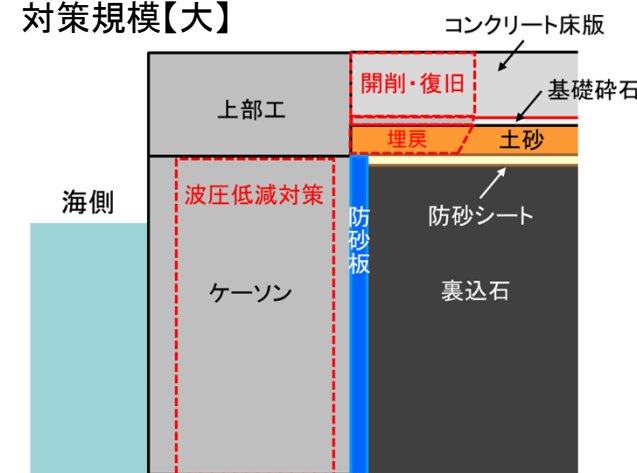 対策規模【大】
コンクリート床版
開削・復旧
基礎砕石
上部工
埋戻
土砂
波圧低減対策
海側
防砂板
防砂シート
ケーソン
裏込石